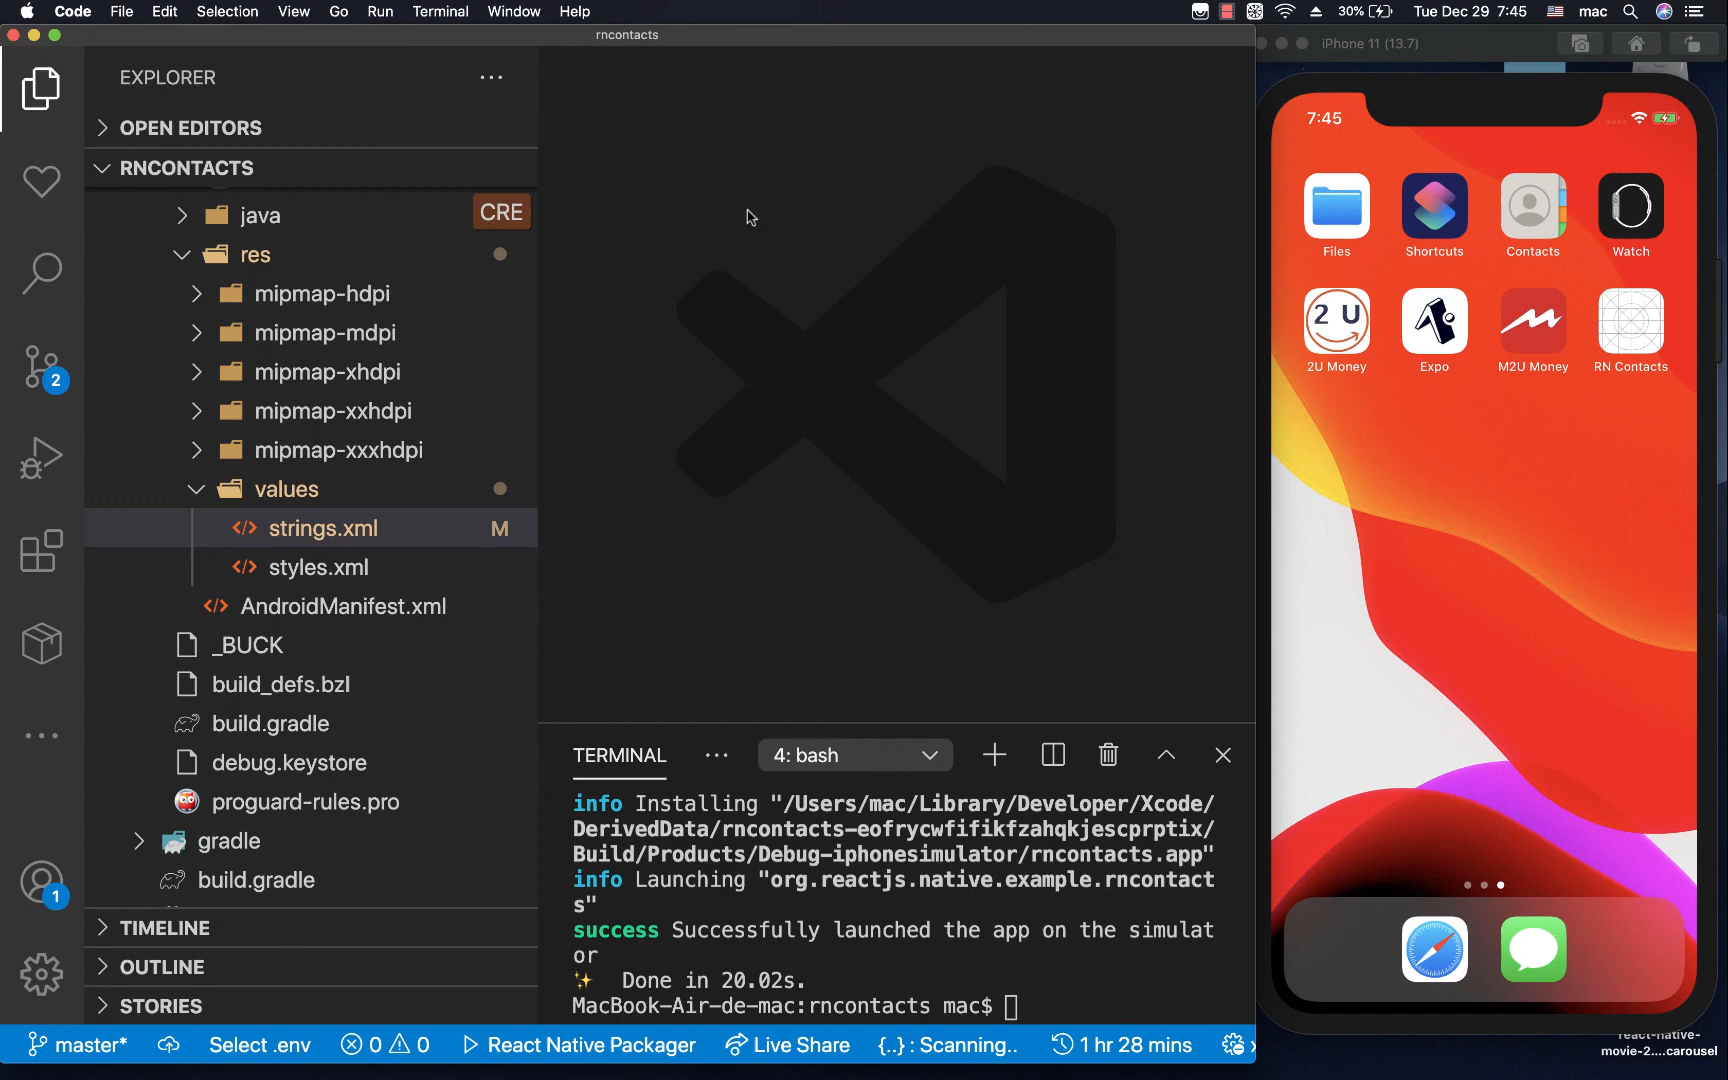 Code File Edit Selection View Go Run Terminal Window Help 30% Tue Dec 29 7:45 mac
rncontacts
iPhone 11 (13.7)
EXPLORER
OPEN EDITORS
RNCONTACTS
java CRE
res
mipmap-hdpi
mipmap-mdpi
mipmap-xhdpi
mipmap-xxhdpi
mipmap-xxxhdpi
values
strings.xml M
styles.xml
AndroidManifest.xml
_BUCK
build_defs.bzl
build.gradle
debug.keystore
proguard-rules.pro
gradle
build.gradle
TIMELINE
OUTLINE
STORIES
2
1
TERMINAL 4: bash
info Installing "/Users/mac/Library/Developer/Xcode/
DerivedData/rncontacts-eofrycwfifikfzahqkjescprptix/
Build/Products/Debug-iphonesimulator/rncontacts.app"
info Launching "org.reactjs.native.example.rncontact
s"
success Successfully launched the app on the simulat
or
✨ Done in 20.02s.
MacBook-Air-de-mac:rncontacts mac$
master* Select .env 0 0 React Native Packager Live Share {..} : Scanning.. 1 hr 28 mins
7:45
Files Shortcuts Contacts Watch
2 U
2U Money Expo M2U Money RN Contacts
react-native-
movie-2....carousel